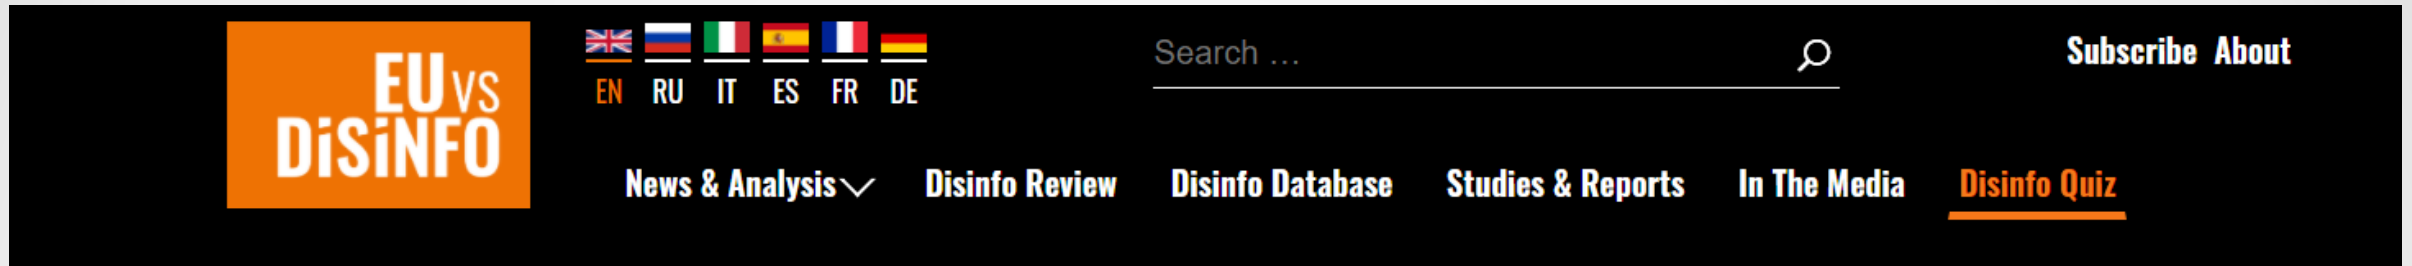 EU VS
DiSiNFO
EN RU IT ES FR DE
Search ...
Subscribe About
News & Analysis Disinfo Review Disinfo Database Studies & Reports In The Media Disinfo Quiz